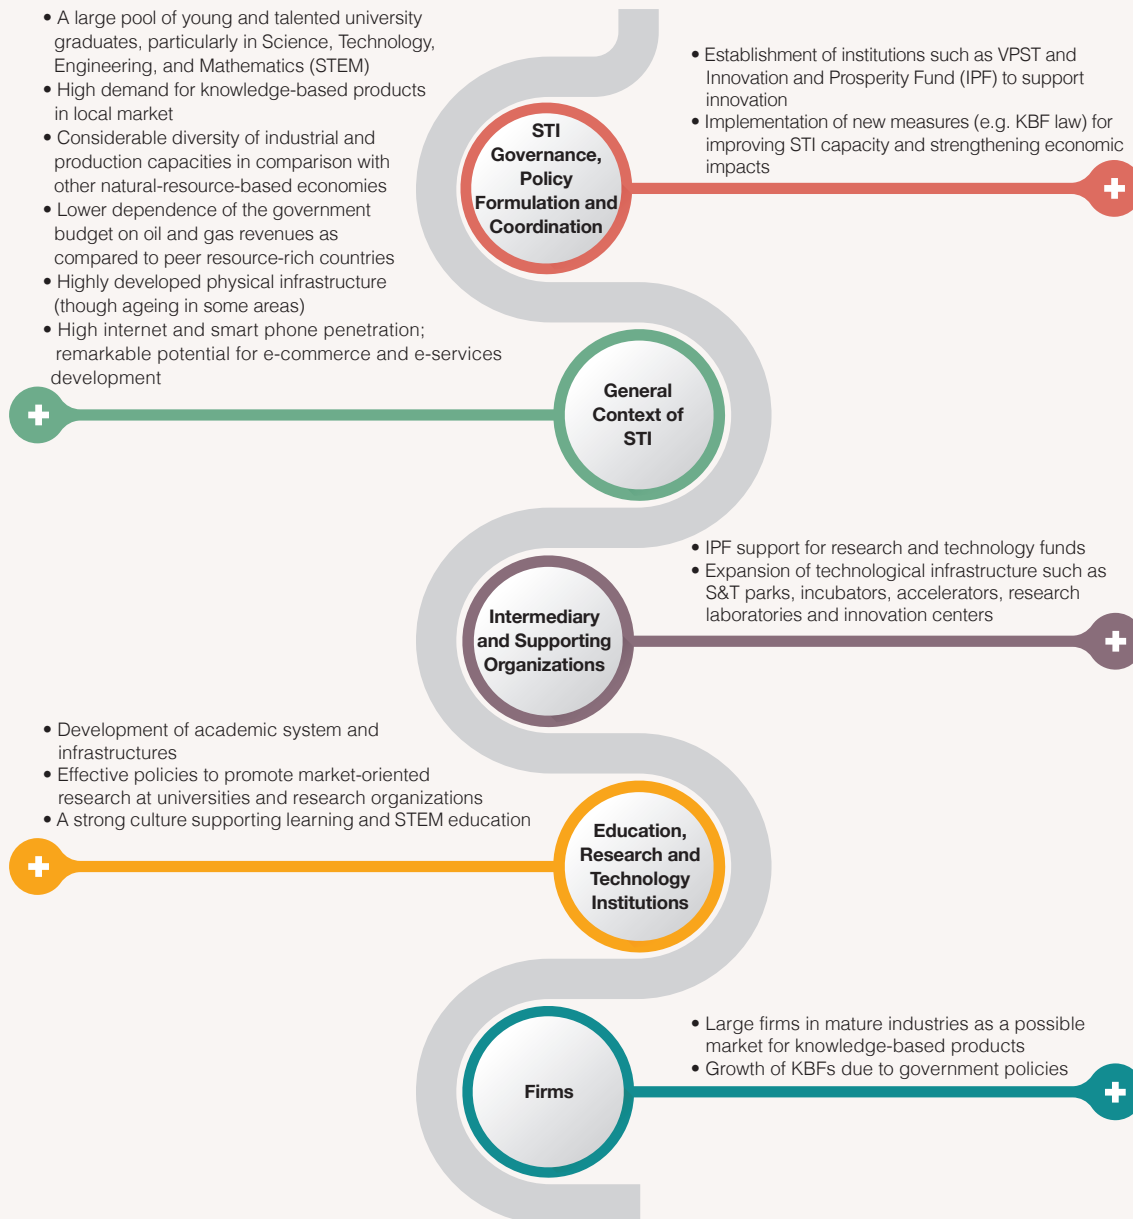 • A large pool of young and talented university
graduates, particularly in Science, Technology,
Engineering, and Mathematics (STEM)
• High demand for knowledge-based products
in local market
• Considerable diversity of industrial and
production capacities in comparison with
other natural-resource-based economies
• Lower dependence of the government
budget on oil and gas revenues as
compared to peer resource-rich countries
• Highly developed physical infrastructure
(though ageing in some areas)
• High internet and smart phone penetration;
remarkable potential for e-commerce and e-services
development
STI
Governance,
Policy
Formulation and
Coordination
• Establishment of institutions such as VPST and
Innovation and Prosperity Fund (IPF) to support
innovation
• Implementation of new measures (e.g. KBF law) for
improving STI capacity and strengthening economic
impacts
General
Context of
STI
• IPF support for research and technology funds
• Expansion of technological infrastructure such as
S&T parks, incubators, accelerators, research
laboratories and innovation centers
Intermediary
and Supporting
Organizations
• Development of academic system and
infrastructures
• Effective policies to promote market-oriented
research at universities and research organizations
• A strong culture supporting learning and STEM education
Education,
Research and
Technology
Institutions
• Large firms in mature industries as a possible
market for knowledge-based products
• Growth of KBFs due to government policies
Firms